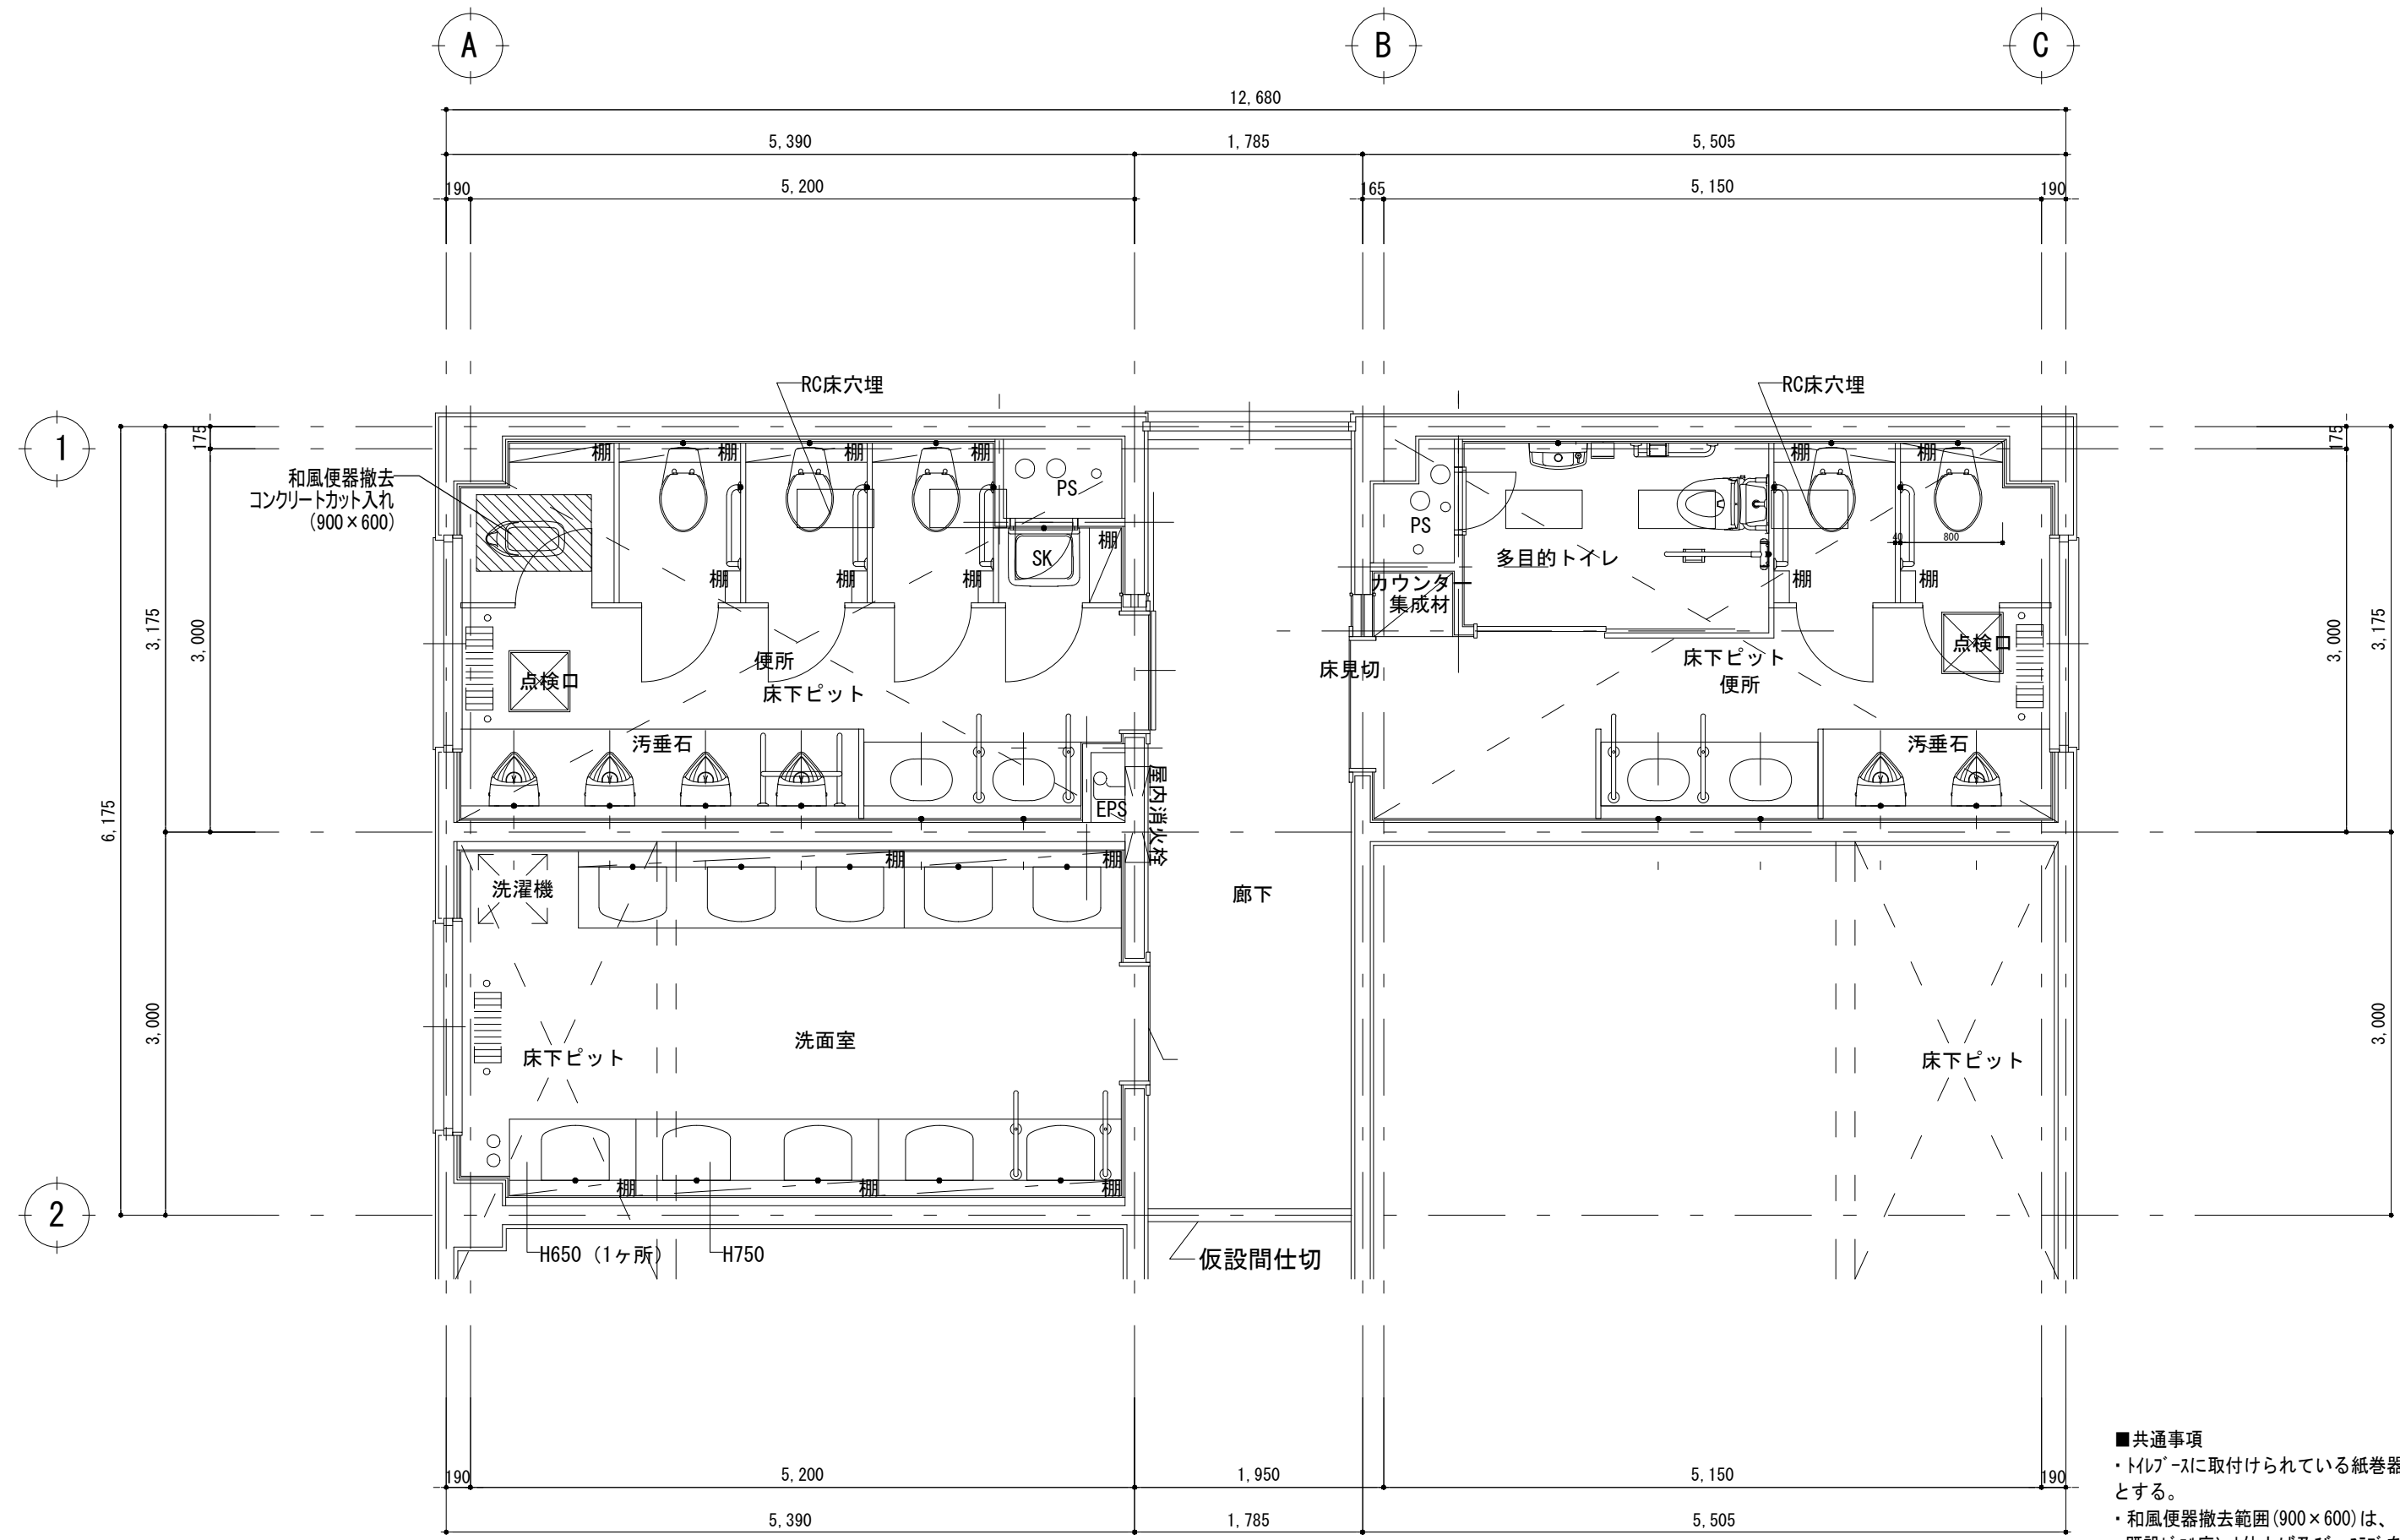 A
B
C
12,680
5,390
1,785
5,505
190
5,200
165
5,150
190
RC床穴埋
RC床穴埋
1
175
175
和風便器撤去
コンクリートカット入れ
(900×600)
棚
棚
棚
棚
PS
SK
棚
棚
棚
棚
PS
多目的トイレ
カウンター
集成材
棚
棚
40
800
棚
棚
3,175
3,000
3,000
3,175
点検口
便所
床下ピット
床見切
床下ピット
便所
点検口
汚垂石
EPS
屋内消火栓
汚垂石
6,175
洗濯機
棚
棚
廊下
3,000
3,000
床下ピット
洗面室
床下ピット
棚
棚
棚
2
H650 (1ヶ所)
H750
仮設間仕切
190
5,200
1,950
5,150
190
5,390
1,785
5,505
■共通事項
・トイレブースに取付けられている紙巻器
とする。
・和風便器撤去範囲(900×600)は、